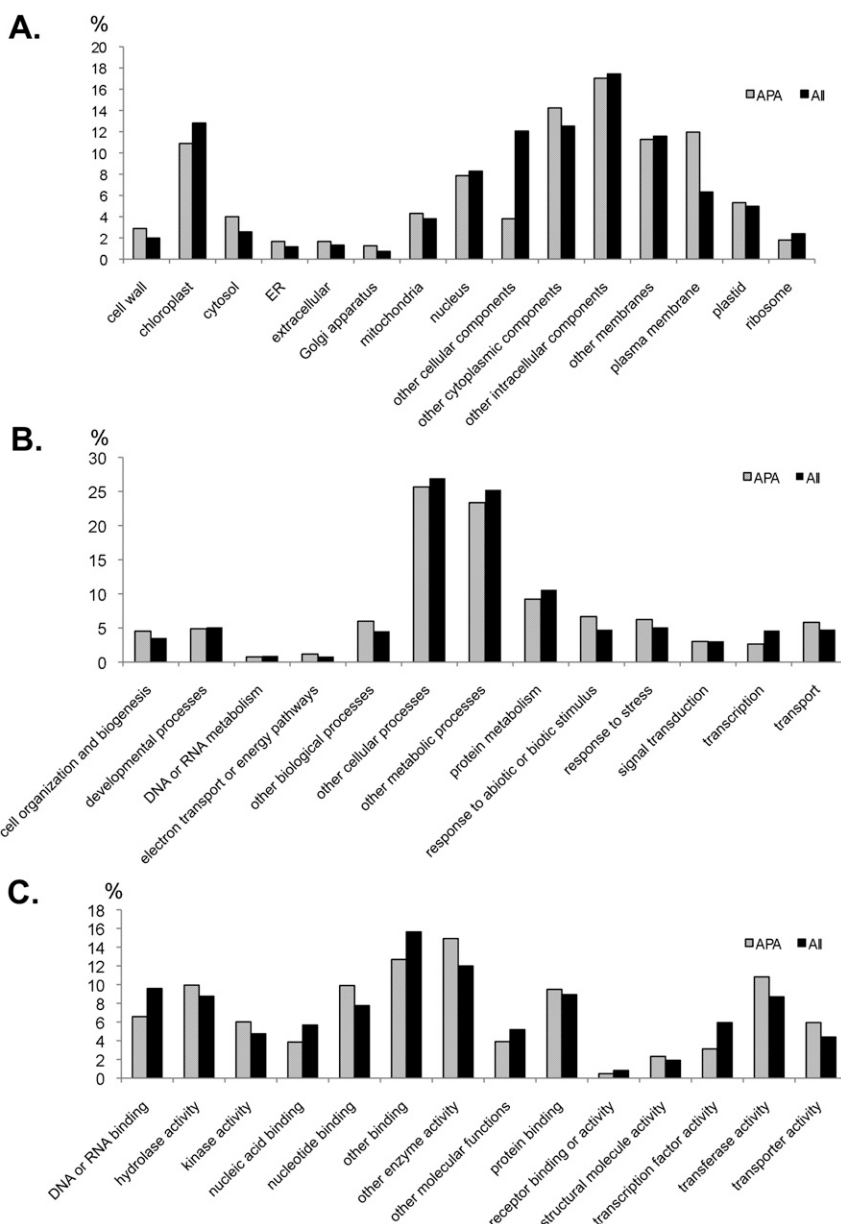 A.
%
20
18
16
14
12
10
8
6
4
2
0
APA All
cell wall
chloroplast
cytosol
ER
extracellular
Golgi apparatus
mitochondria
nucleus
other cellular components
other cytoplasmic components
other intracellular components
other membranes
plasma membrane
plastid
ribosome
B.
%
30
25
20
15
10
5
0
APA All
cell organization and biogenesis
developmental processes
DNA or RNA metabolism
electron transport or energy pathways
other biological processes
other cellular processes
other metabolic processes
protein metabolism
response to abiotic or biotic stimulus
response to stress
signal transduction
transcription
transport
C.
%
18
16
14
12
10
8
6
4
2
0
APA All
DNA or RNA binding
hydrolase activity
kinase activity
nucleic acid binding
nucleotide binding
other binding
other enzyme activity
other molecular functions
protein binding
receptor binding or activity
structural molecule activity
transcription factor activity
transferase activity
transporter activity